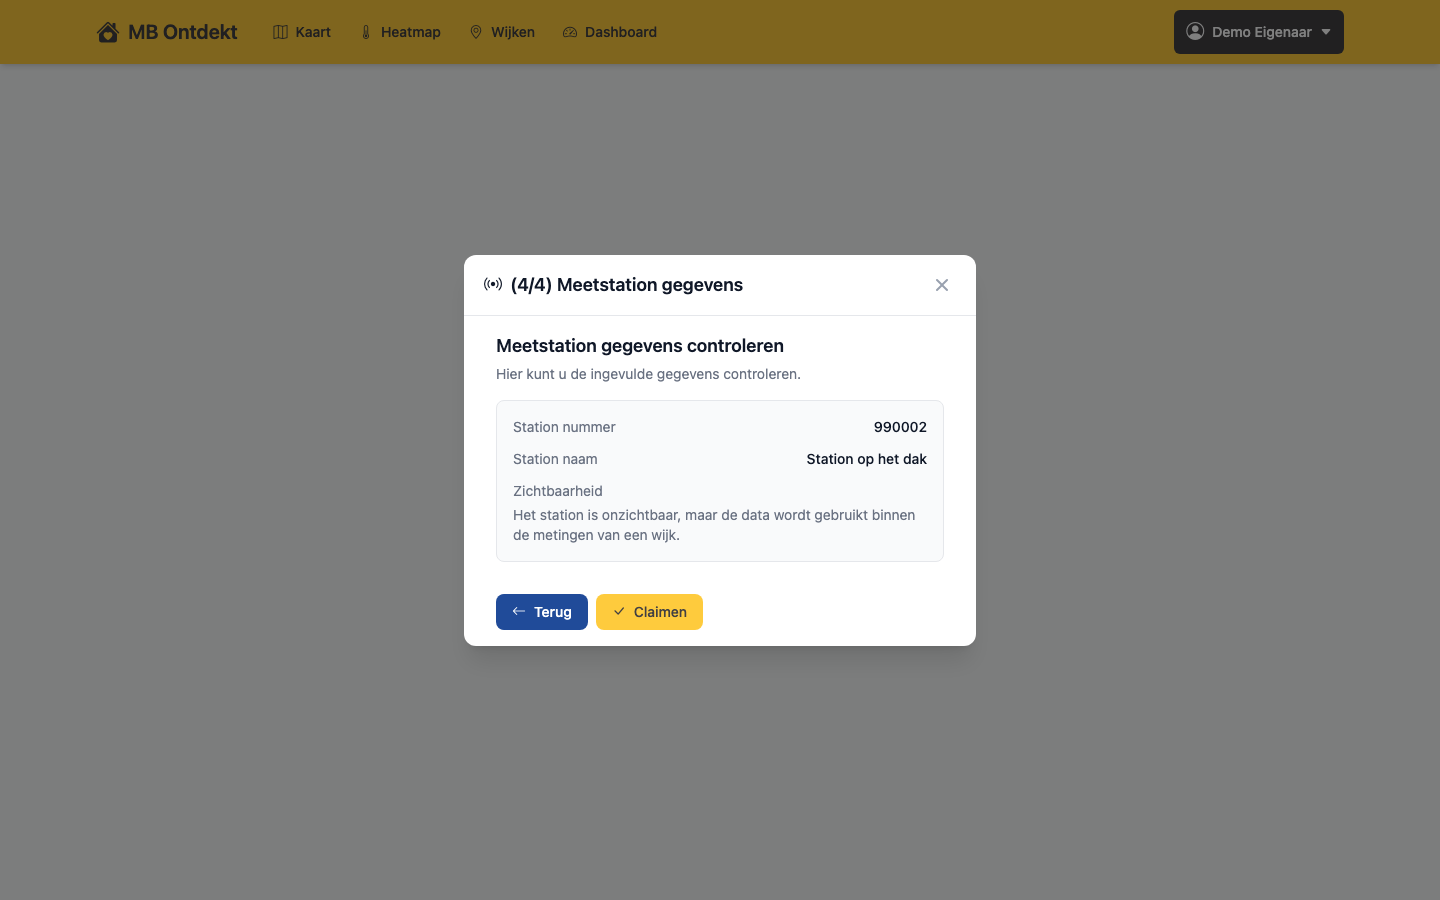 MB Ontdekt Kaart Heatmap Wijken Dashboard Demo Eigenaar
(4/4) Meetstation gegevens
Meetstation gegevens controleren
Hier kunt u de ingevulde gegevens controleren.
Station nummer 990002
Station naam Station op het dak
Zichtbaarheid
Het station is onzichtbaar, maar de data wordt gebruikt binnen
de metingen van een wijk.
Terug Claimen